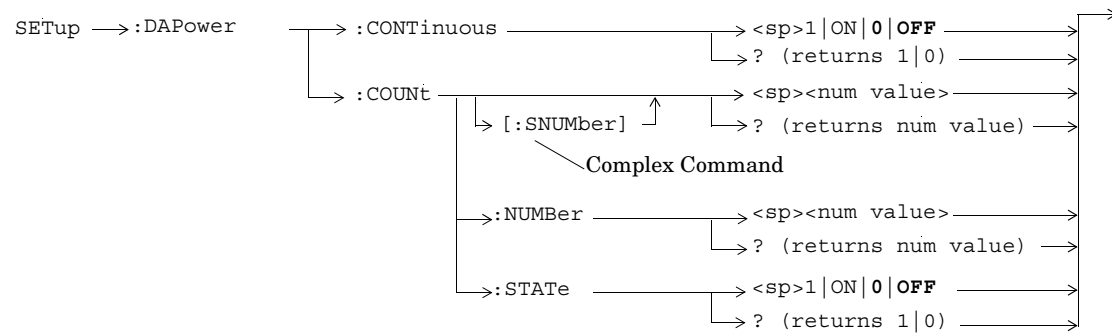 SETup :DAPower :CONTinuous <sp>1|ON|0|OFF
? (returns 1|0)
:COUNt <sp><num value>
[:SNUMber] ? (returns num value)
Complex Command
:NUMBer <sp><num value>
? (returns num value)
:STATe <sp>1|ON|0|OFF
? (returns 1|0)